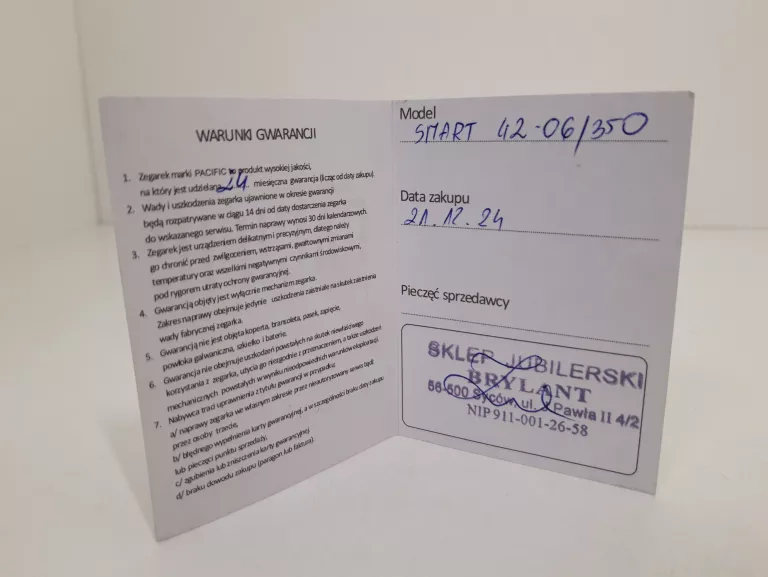 WARUNKI GWARANCJI
1. Zegarek marki PACIFIC to produkt wysokiej jakości,
na który jest udzielana 24 miesięczna gwarancja (licząc od daty zakupu).
2. Wady i uszkodzenia zegarka ujawnione w okresie gwarancji
będą rozpatrywane w ciągu 14 dni od daty dostarczenia zegarka
do wskazanego serwisu. Termin naprawy wynosi 30 dni kalendarzowych.
3. Zegarek jest urządzeniem delikatnym i precyzyjnym, dlatego należy
go chronić przed zwilgoceniem, wstrząsami, gwałtownymi zmianami
temperatury oraz wszelkimi negatywnymi czynnikami środowiskowymi,
pod rygorem utraty ochrony gwarancyjnej.
4. Gwarancją objęty jest wyłącznie mechanizm zegarka.
Zakres naprawy obejmuje jedynie uszkodzenia zaistniałe na skutek zaistnienia
wady fabrycznej zegarka.
5. Gwarancją nie jest objęta koperta, bransoleta, pasek, zapięcie,
powłoka galwaniczna, szkiełko i baterie.
6. Gwarancja nie obejmuje uszkodzeń powstałych na skutek niewłaściwego
korzystania z zegarka, użycia go niezgodnie z przeznaczeniem, a także uszkodzeń
mechanicznych powstałych w wyniku nieodpowiednich warunków eksploatacji.
7. Nabywca traci uprawnienia z tytułu gwarancji w przypadku:
a/ naprawy zegarka we własnym zakresie przez nieautoryzowany serwis bądź
przez osoby trzecie,
b/ błędnego wypełnienia karty gwarancyjnej, a w szczególności braku daty zakupu
lub pieczęci punktu sprzedaży,
c/ zgubienia lub zniszczenia karty gwarancyjnej
d/ braku dowodu zakupu (paragon lub faktura).
Model
SMART 42-06/350
Data zakupu
21.12.24
Pieczęć sprzedawcy
SKLEP JUBILERSKI
BRYLANT
56-500 Syców, ul. Pawła II 4/2
NIP 911-001-26-58